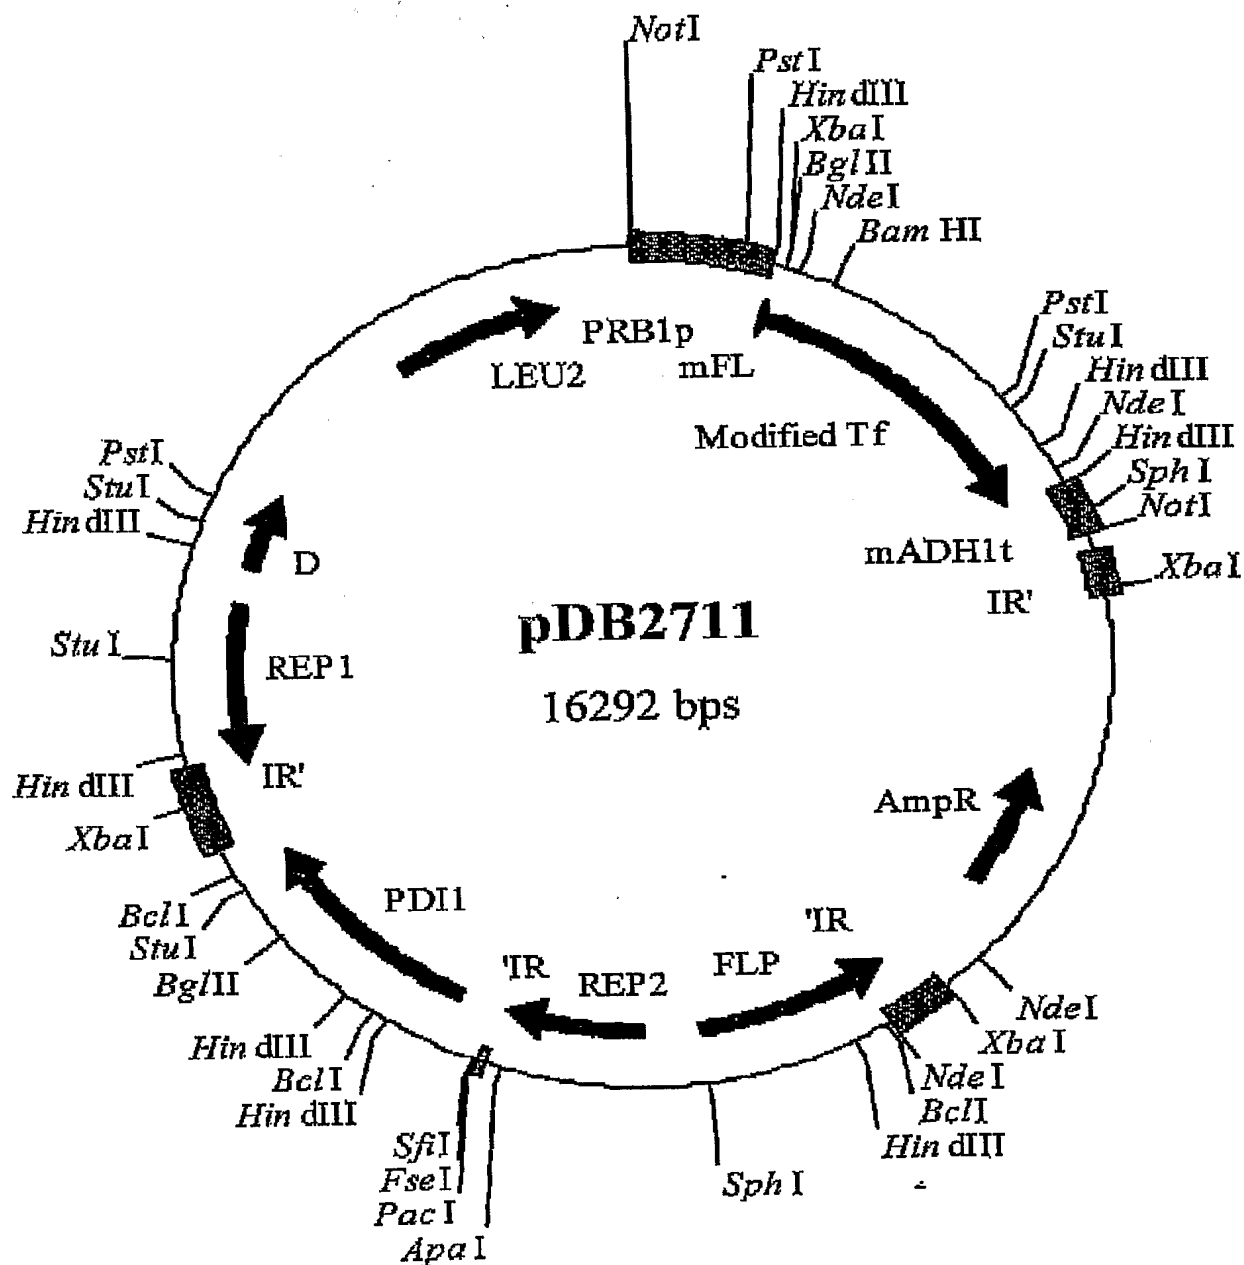 NotI
PstI
HindIII
XbaI
BglII
NdeI
BamHI
PstI
StuI
HindIII
NdeI
HindIII
SphI
NotI
XbaI
PRB1p
LEU2
mFL
Modified Tf
mADH1t
IR'
PstI
StuI
HindIII
D
StuI
REP1
pDB2711
16292 bps
HindIII
IR'
XbaI
AmpR
BclI
StuI
BglII
PDI1
'IR
REP2
FLP
'IR
HindIII
BclI
HindIII
NdeI
XbaI
NdeI
BclI
HindIII
SfiI
FseI
PacI
ApaI
SphI